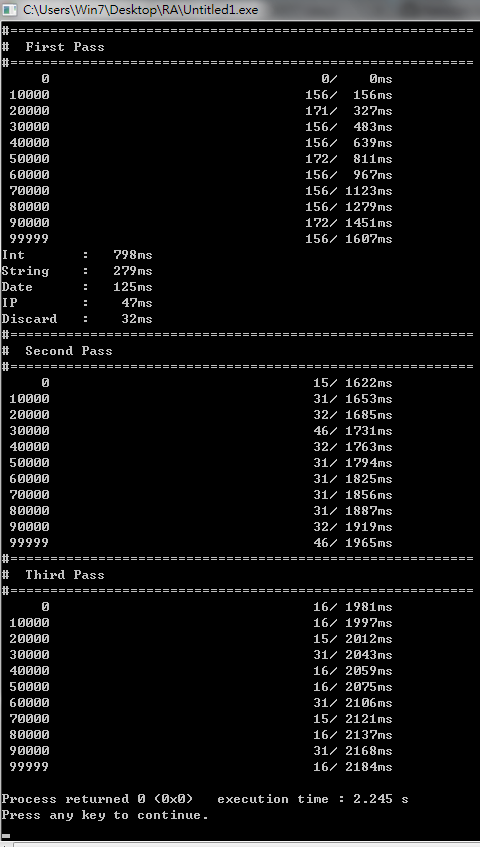 C:\Users\Win7\Desktop\RA\Untitled1.exe
#==========================================================
#  First Pass
#==========================================================
     0                                0/    0ms
 10000                              156/  156ms
 20000                              171/  327ms
 30000                              156/  483ms
 40000                              156/  639ms
 50000                              172/  811ms
 60000                              156/  967ms
 70000                              156/ 1123ms
 80000                              156/ 1279ms
 90000                              172/ 1451ms
 99999                              156/ 1607ms
Int       :   798ms
String    :   279ms
Date      :   125ms
IP        :    47ms
Discard   :    32ms
#==========================================================
#  Second Pass
#==========================================================
     0                               15/ 1622ms
 10000                               31/ 1653ms
 20000                               32/ 1685ms
 30000                               46/ 1731ms
 40000                               32/ 1763ms
 50000                               31/ 1794ms
 60000                               31/ 1825ms
 70000                               31/ 1856ms
 80000                               31/ 1887ms
 90000                               32/ 1919ms
 99999                               46/ 1965ms
#==========================================================
#  Third Pass
#==========================================================
     0                               16/ 1981ms
 10000                               16/ 1997ms
 20000                               15/ 2012ms
 30000                               31/ 2043ms
 40000                               16/ 2059ms
 50000                               16/ 2075ms
 60000                               31/ 2106ms
 70000                               15/ 2121ms
 80000                               16/ 2137ms
 90000                               31/ 2168ms
 99999                               16/ 2184ms
Process returned 0 (0x0)   execution time : 2.245 s
Press any key to continue.